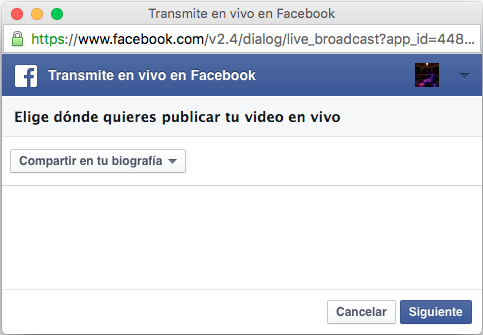 Transmite en vivo en Facebook
https://www.facebook.com/v2.4/dialog/live_broadcast?app_id=448...
Transmite en vivo en Facebook
Elige dónde quieres publicar tu video en vivo
Compartir en tu biografía
Cancelar Siguiente